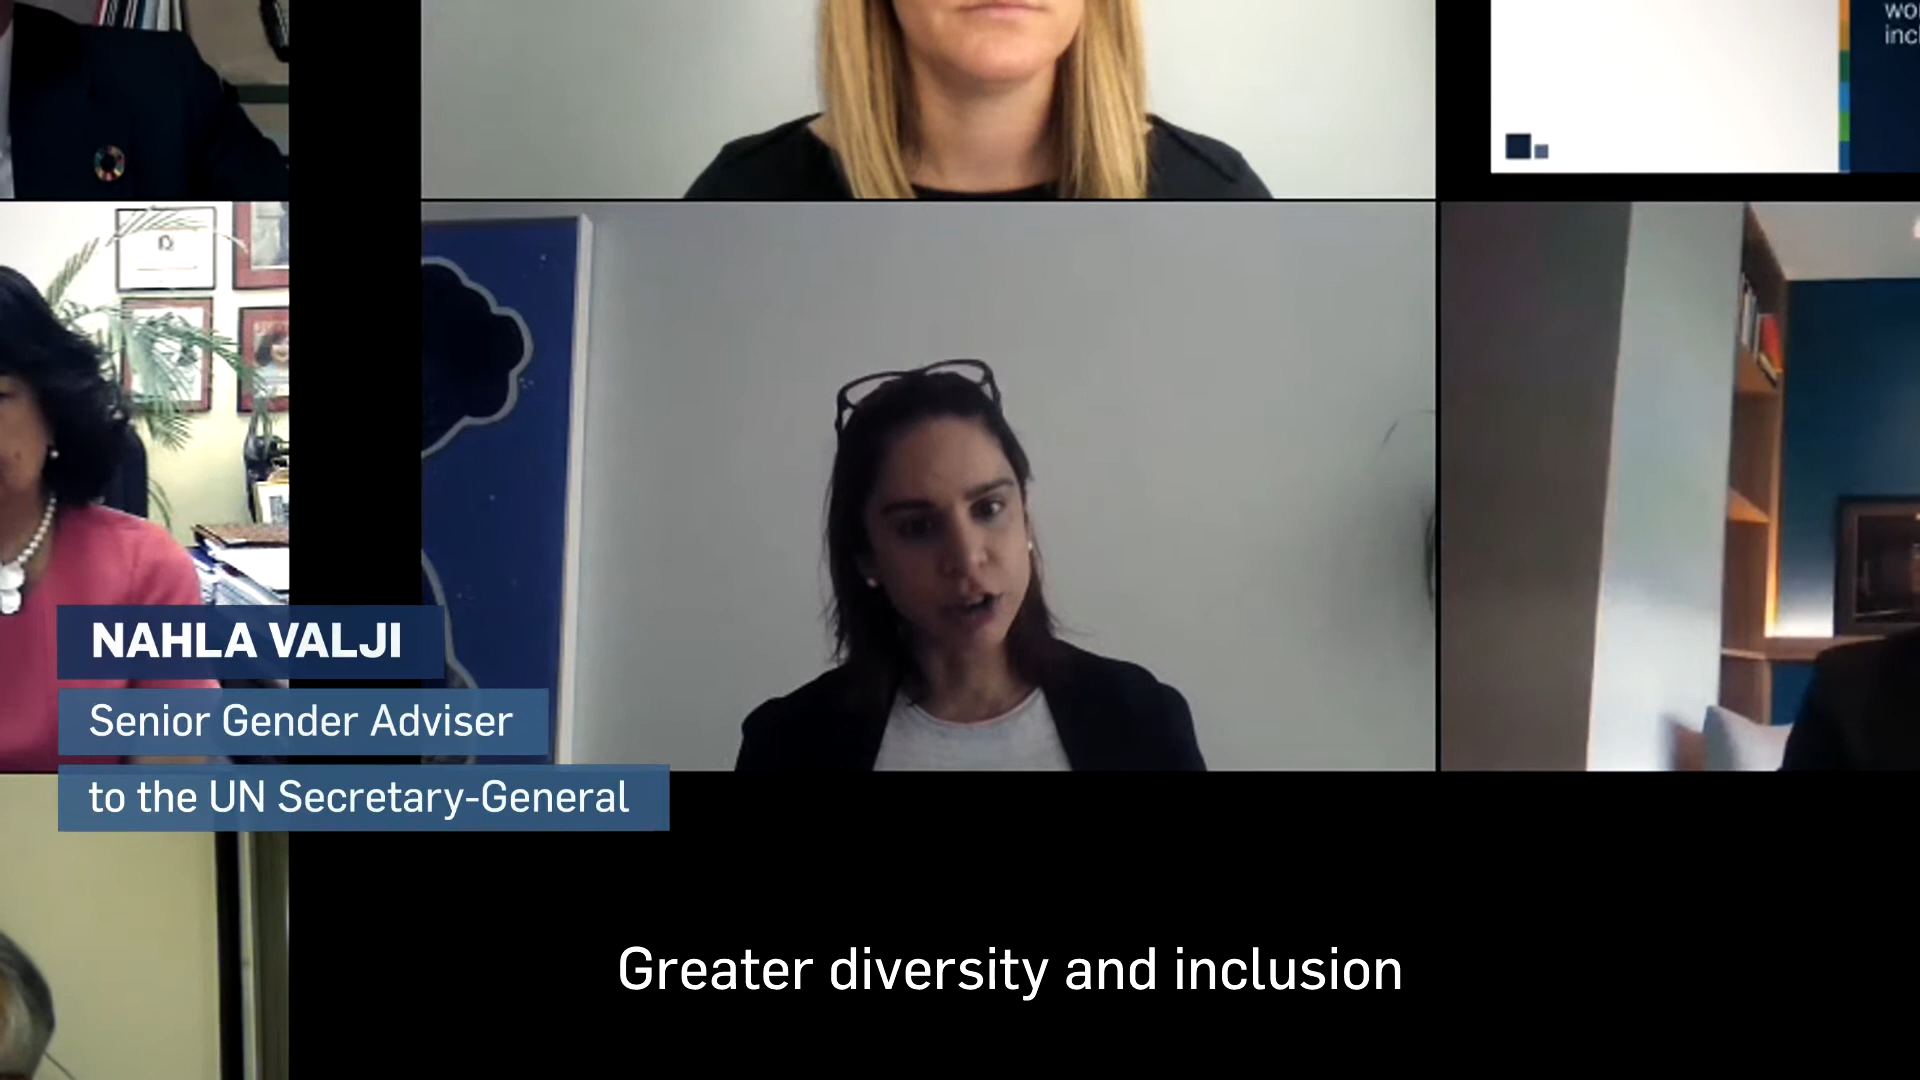 NAHLA VALJI
Senior Gender Adviser
to the UN Secretary-General
Greater diversity and inclusion